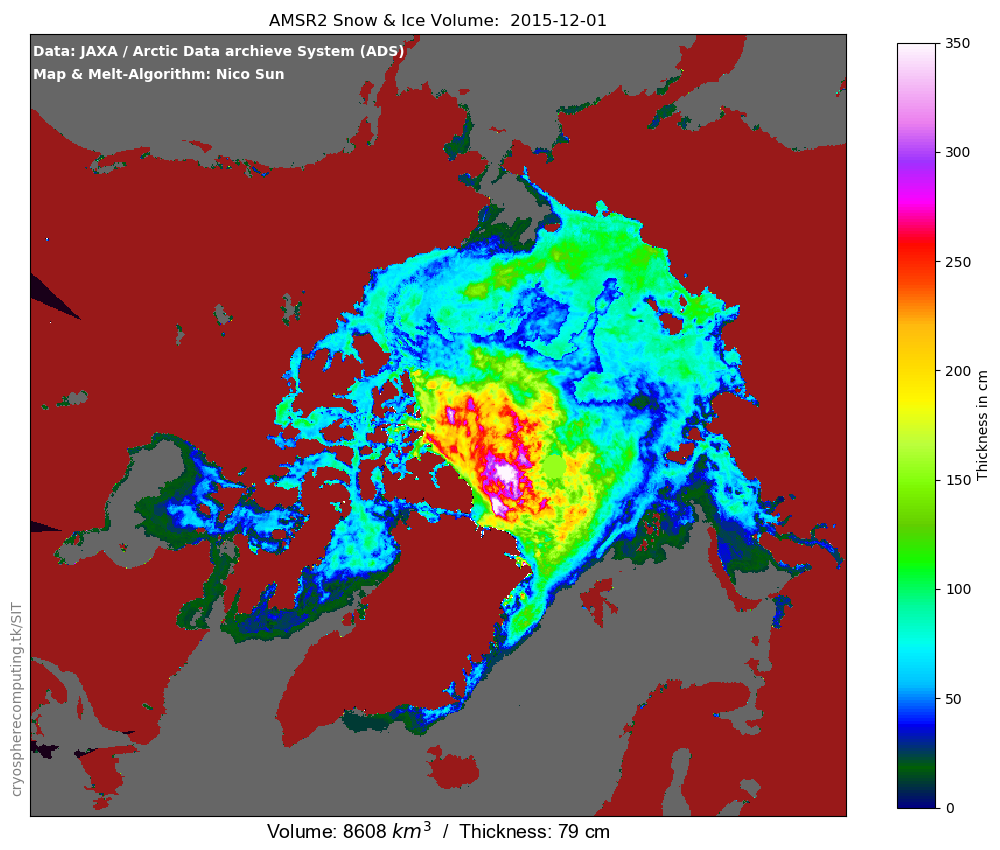 AMSR2 Snow & Ice Volume:  2015-12-01
Data: JAXA / Arctic Data archieve System (ADS)
Map & Melt-Algorithm: Nico Sun
350
300
250
200
150
100
50
0
Thickness in cm
cryospherecomputing.tk/SIT
Volume: 8608 km³  /  Thickness: 79 cm